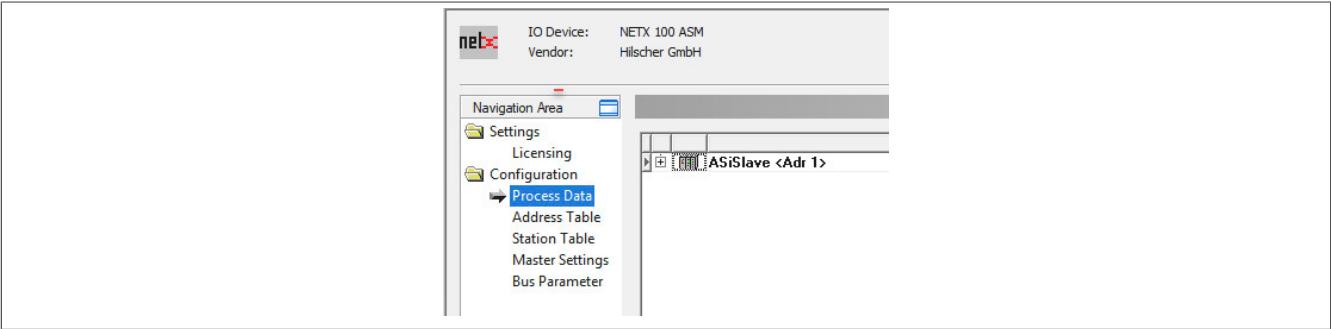 netx
IO Device: NETX 100 ASM
Vendor: Hilscher GmbH
Navigation Area
Settings
Licensing
Configuration
Process Data
Address Table
Station Table
Master Settings
Bus Parameter
ASiSlave <Adr 1>